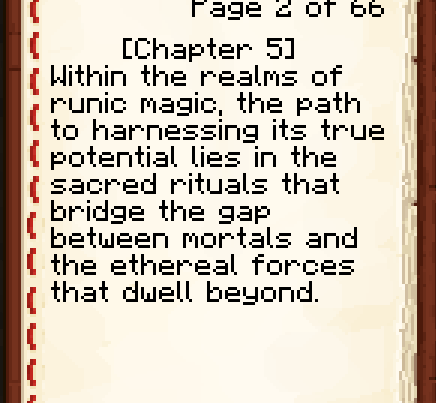 Page 2 of 66
[Chapter 5]
Within the realms of
runic magic, the path
to harnessing its true
potential lies in the
sacred rituals that
bridge the gap
between mortals and
the ethereal forces
that dwell beyond.